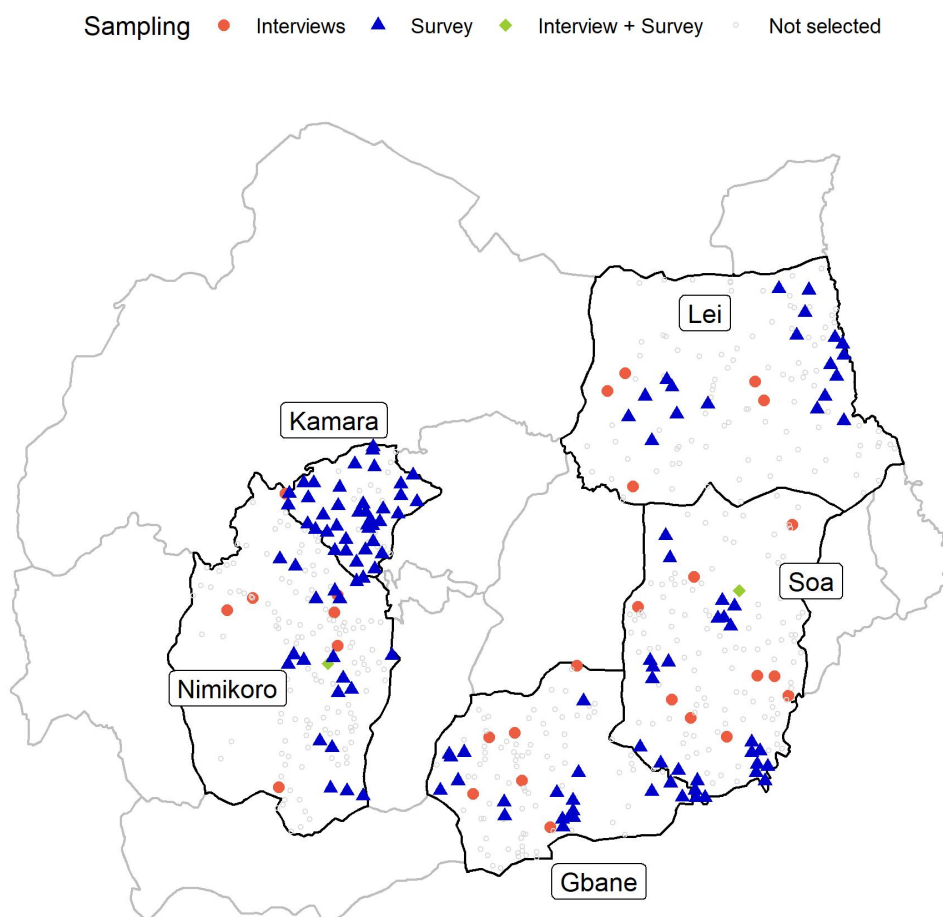 Sampling Interviews Survey Interview + Survey Not selected
Lei
Kamara
Soa
Nimikoro
Gbane